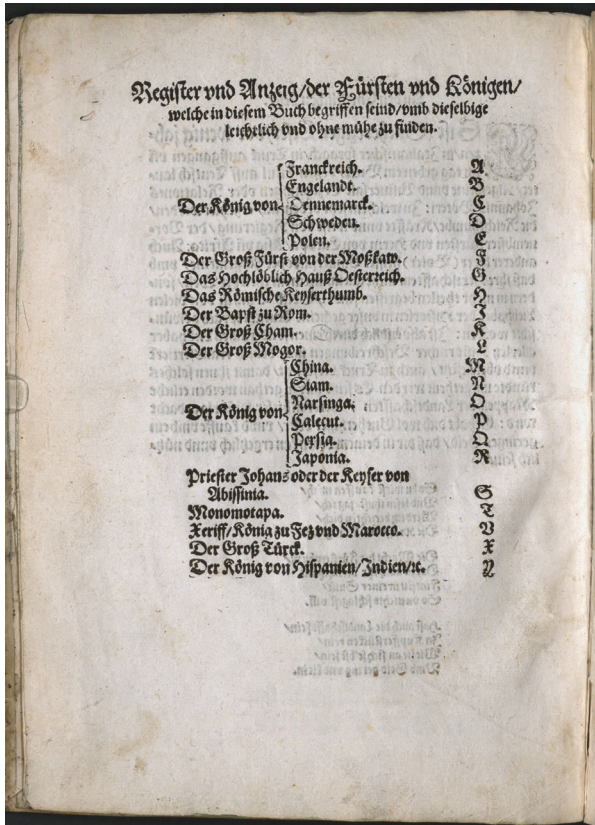 Register vnd Anzeig/der Fürsten vnd Königen/
welche in diesem Buch begriffen seind/vmb dieselbige
leichtlich vnd ohne mühe zu finden.
Franckreich. A
Engelandt. B
Der König von Dennemarck. C
Schweden. D
Polen. E
Der Groß Fürst von der Moßkaw. F
Das Hochlöblich Hauß Oesterreich. G
Das Römische Keyserthumb. H
Der Bapst zu Rom. I
Der Groß Cham. K
Der Groß Mogor. L
China. M
Siam. N
Narsinga. O
Der König von Calecut. P
Persia. Q
Japonia. R
Priester Johans oder der Keyser von
Abissinia. S
Monomotapa. T
Xeriff/König zu Fez vnd Marocco. V
Der Groß Türck. X
Der König von Hispanien/Indien/ꝛc. Y